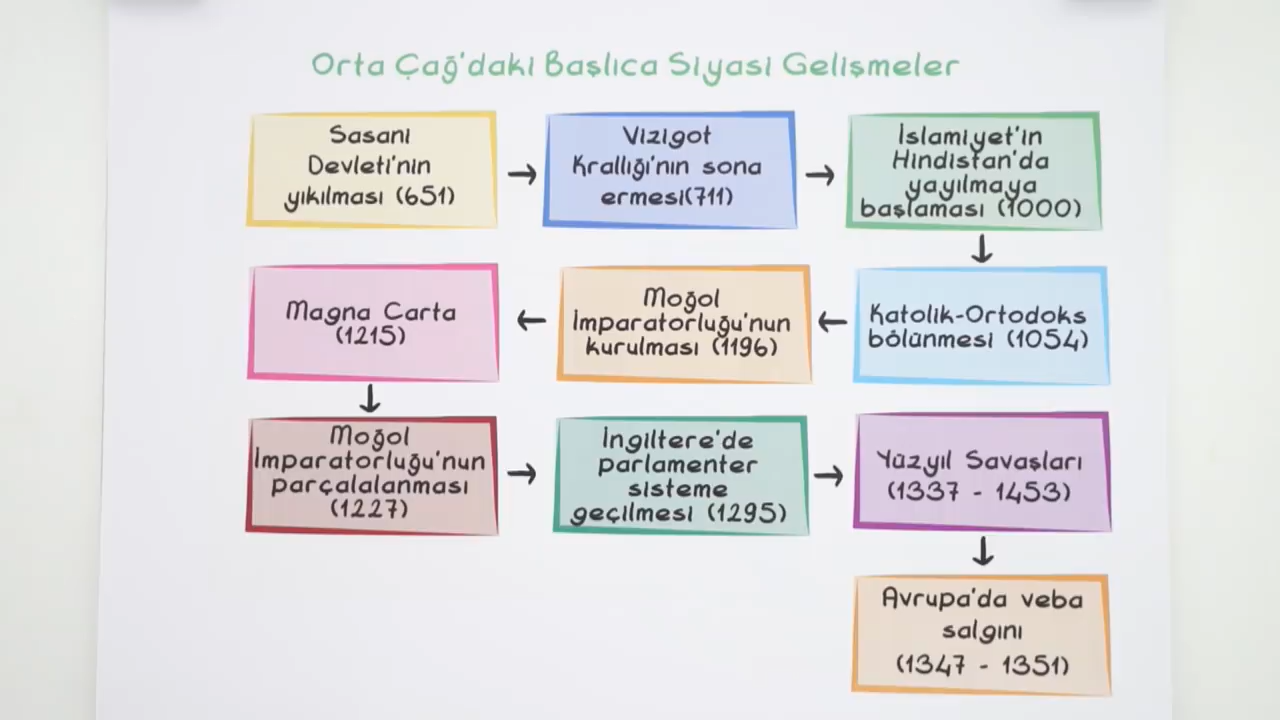 Orta Çağ'daki Başlıca Siyasi Gelişmeler
Sasani
Devleti'nin
yıkılması (651)
Vizigot
Krallığı'nın sona
ermesi(711)
İslamiyet'in
Hindistan'da
yayılmaya
başlaması (1000)
Katolik-Ortodoks
bölünmesi (1054)
Moğol
İmparatorluğu'nun
kurulması (1196)
Magna Carta
(1215)
Moğol
İmparatorluğu'nun
parçalalanması
(1227)
İngiltere'de
parlamenter
sisteme
geçilmesi (1295)
Yüzyıl Savaşları
(1337 - 1453)
Avrupa'da veba
salgını
(1347 - 1351)